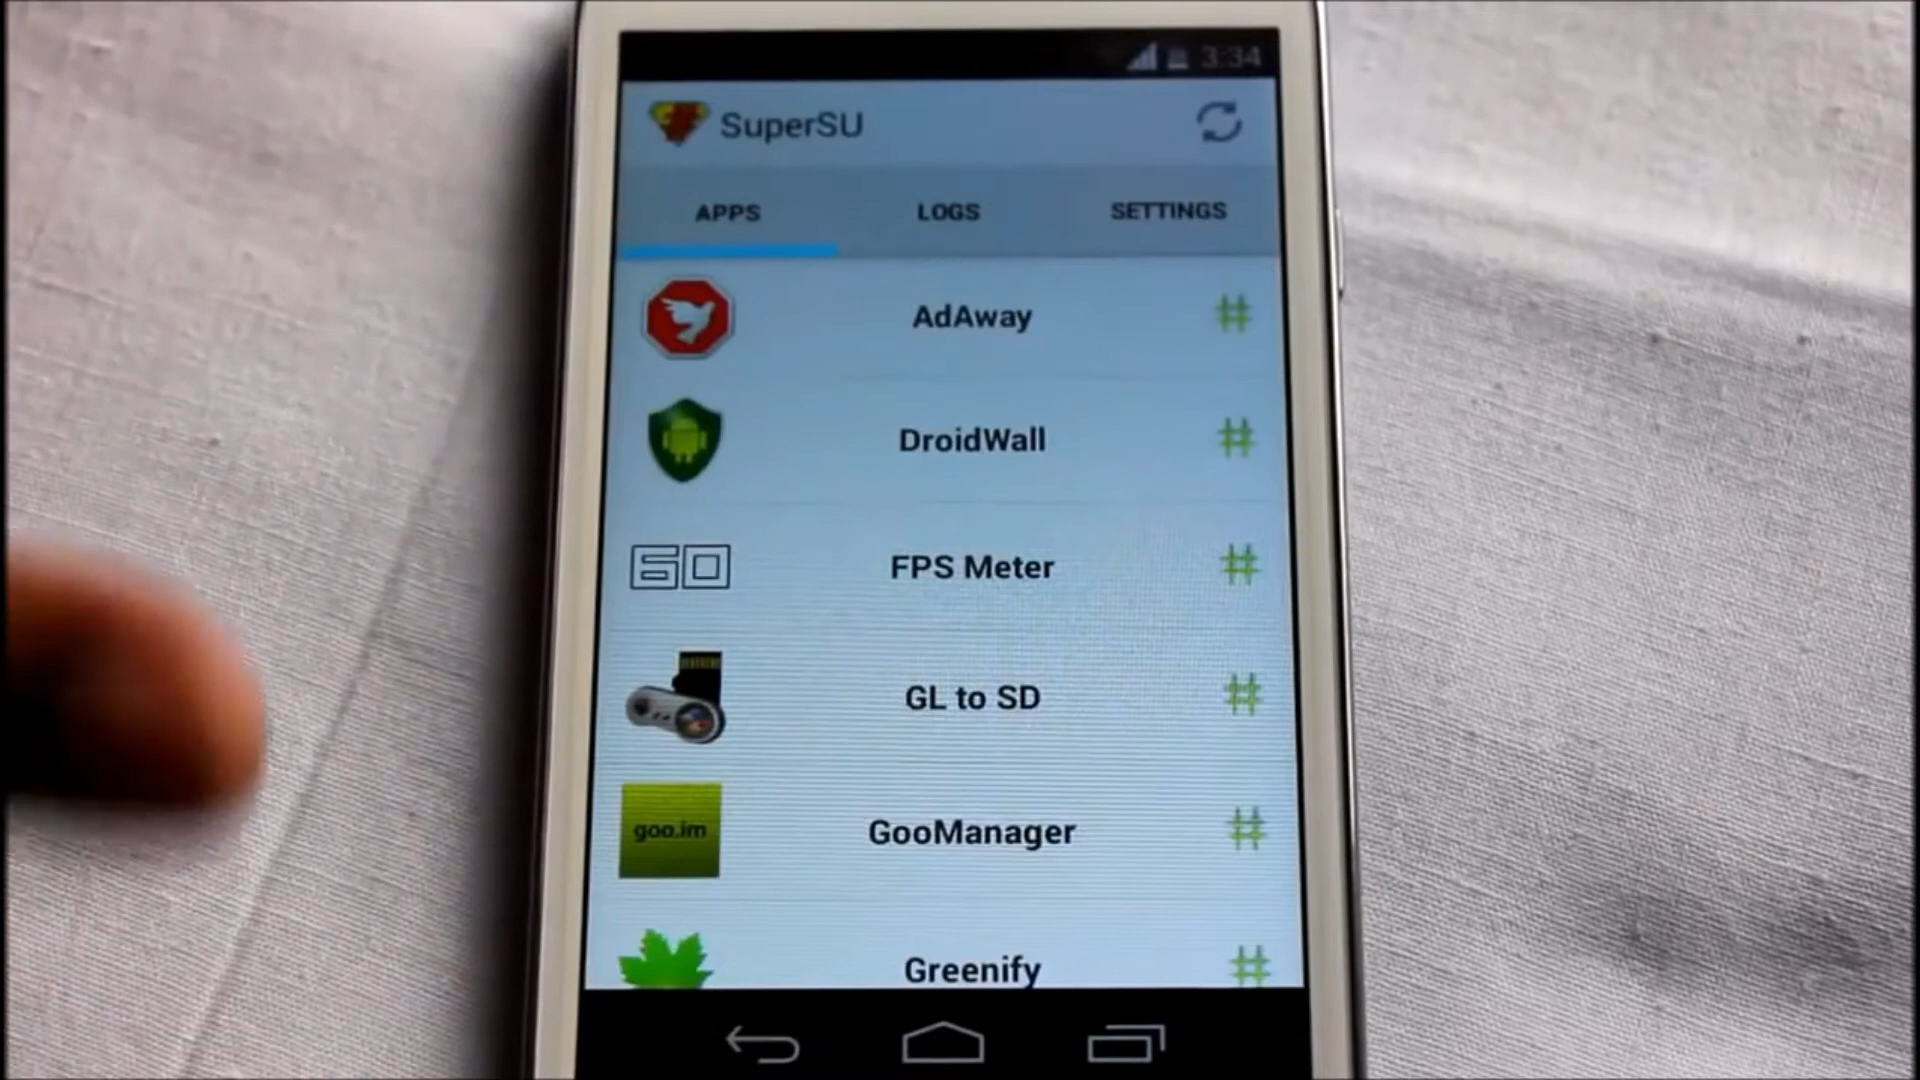 3:34
SuperSU
APPS LOGS SETTINGS
AdAway #
DroidWall #
60 FPS Meter #
GL to SD #
goo.im GooManager #
Greenify #